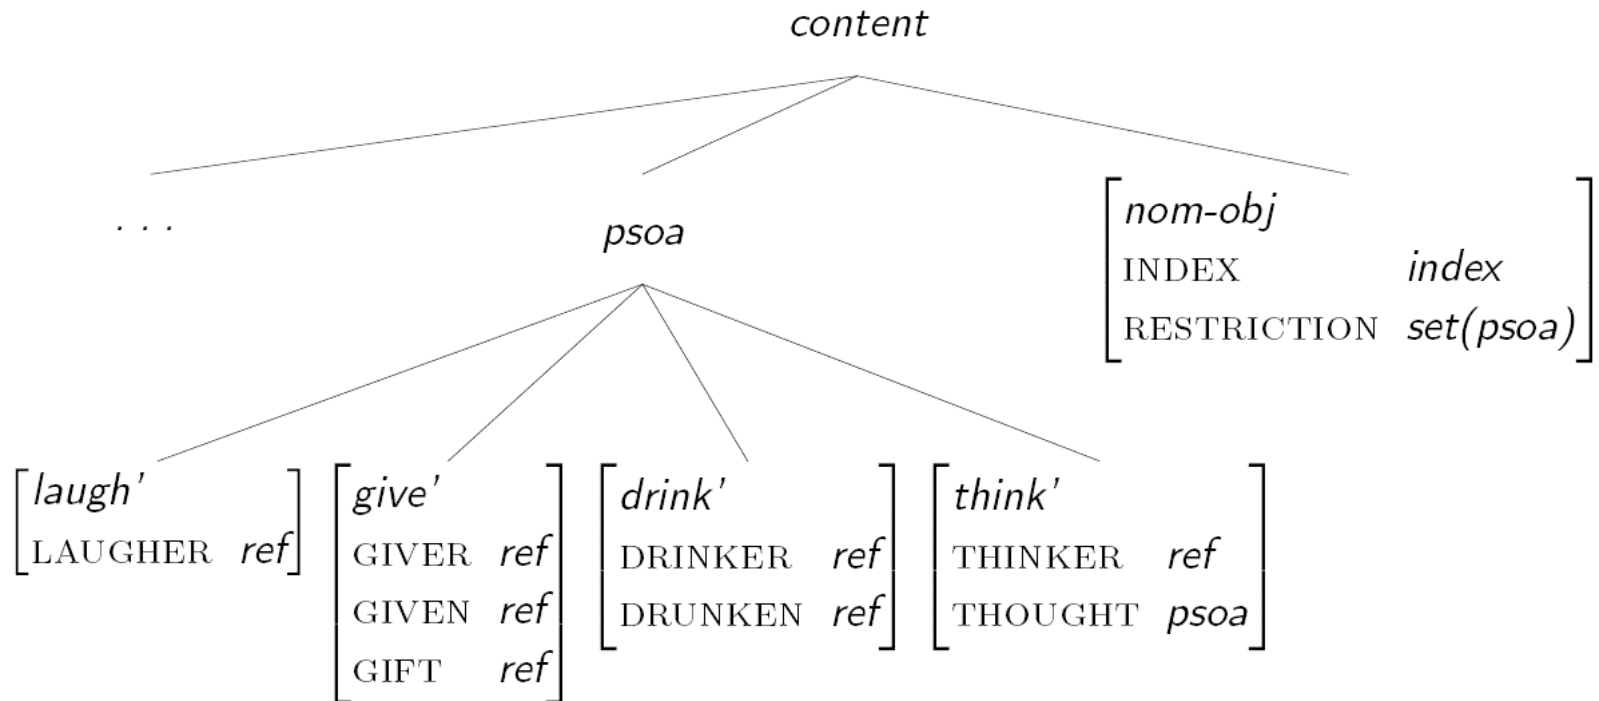 content
. . .
psoa
nom-obj
INDEX index
RESTRICTION set(psoa)
laugh'
LAUGHER ref
give'
GIVER ref
GIVEN ref
GIFT ref
drink'
DRINKER ref
DRUNKEN ref
think'
THINKER ref
THOUGHT psoa